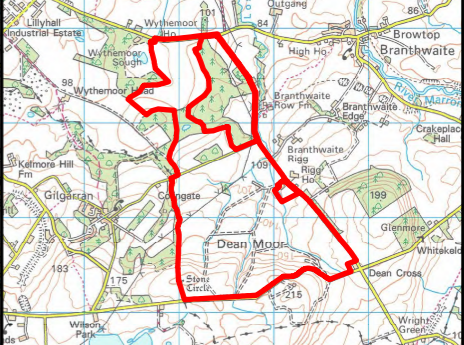 Outgang
103
84
86
Lillyhall
Industrial Estate
Wythemoor
Ho
Browtop
High Ho
Branthwaite
Wythemoor
Sough
98
Wythemoor Head
Branthwaite
Row Fm
River
Marron
Branthwaite
Edge
Crakeplace
Hall
Branthwaite
Rigg
Kelmore Hill
Fm
109
Rigg
Ho
Gilgarran
199
Dean Moor
Glenmore
Whitekeld
183
175
Stone
Circle
Dean Cross
215
Wilson
Park
Wright
Green